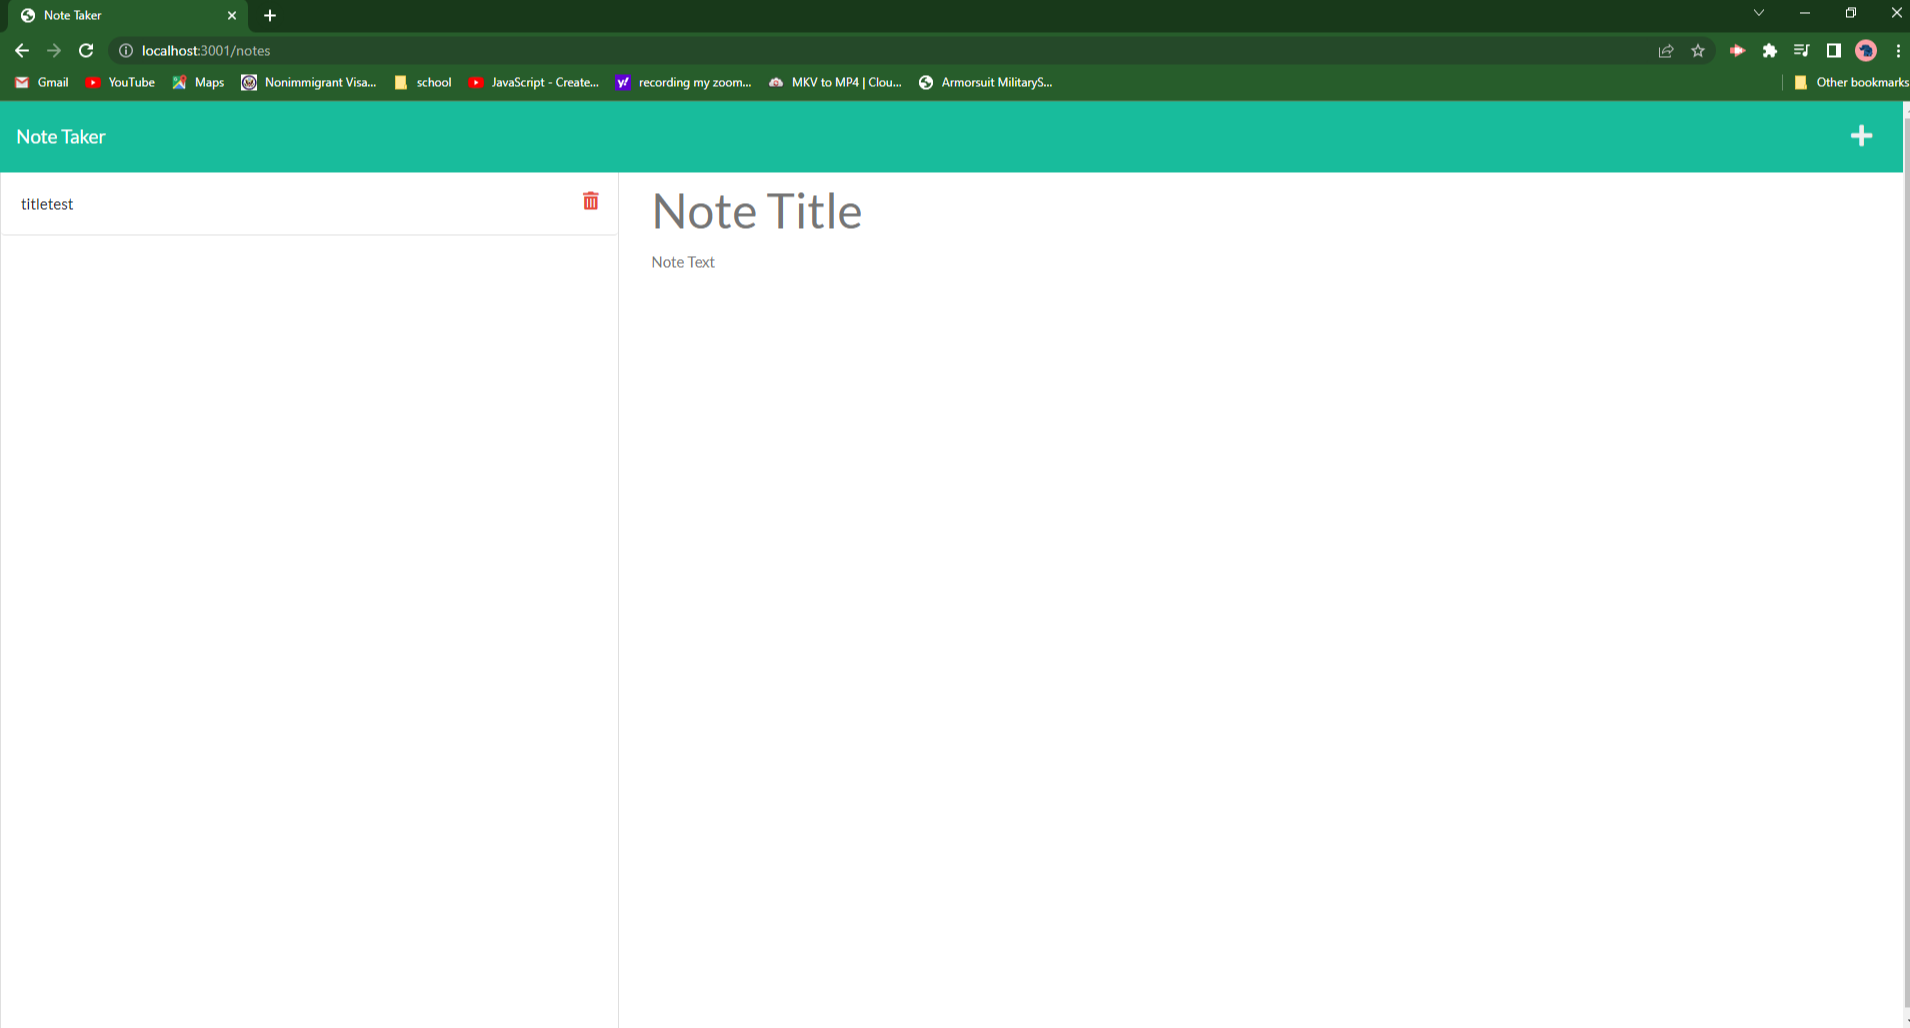 Note Taker
localhost:3001/notes
Gmail YouTube Maps Nonimmigrant Visa... school JavaScript - Create... recording my zoom... MKV to MP4 | Clou... Armorsuit MilitaryS... Other bookmarks
Note Taker
titletest
Note Title
Note Text